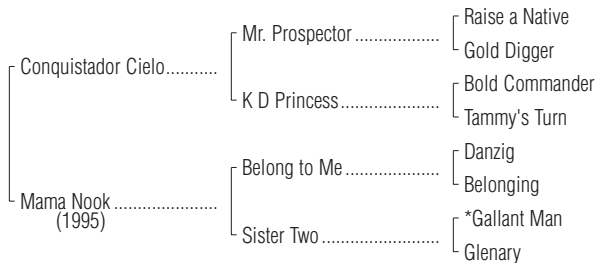 Raise a Native
Mr. Prospector ..................
Gold Digger
Conquistador Cielo...........
Bold Commander
K D Princess.....................
Tammy's Turn
Danzig
Belong to Me ....................
Belonging
Mama Nook ......................
(1995)
*Gallant Man
Sister Two.........................
Glenary